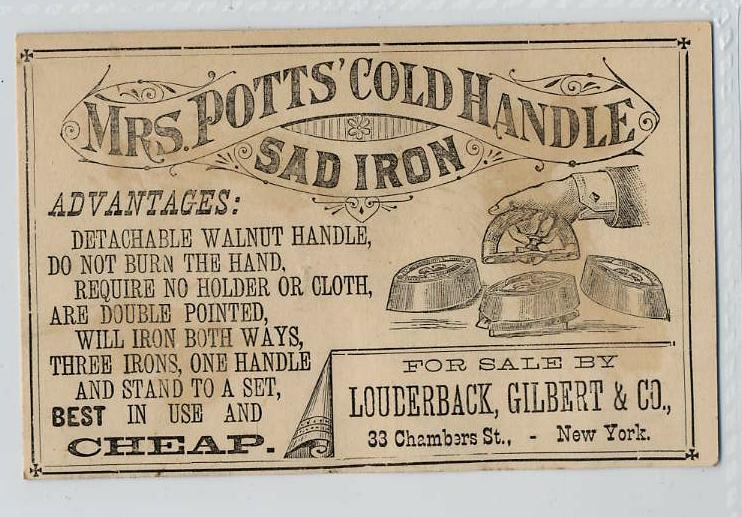 MRS. POTTS' COLD HANDLE
SAD IRON
ADVANTAGES:
DETACHABLE WALNUT HANDLE,
DO NOT BURN THE HAND,
REQUIRE NO HOLDER OR CLOTH,
ARE DOUBLE POINTED,
WILL IRON BOTH WAYS,
THREE IRONS, ONE HANDLE
AND STAND TO A SET,
BEST IN USE AND
CHEAP.
FOR SALE BY
LOUDERBACK, GILBERT & CO.,
33 Chambers St., - New York.